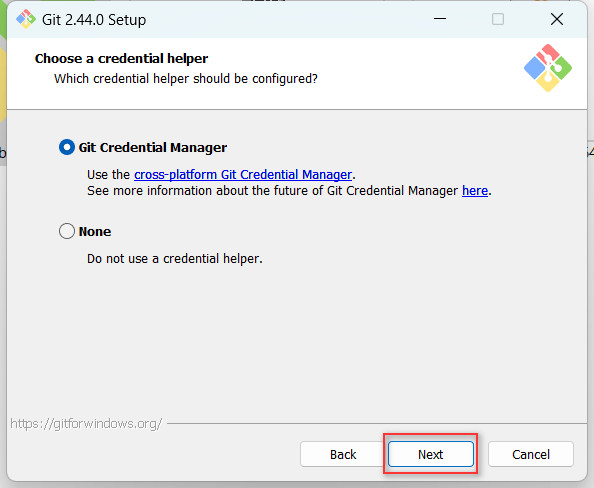 Git 2.44.0 Setup
Choose a credential helper
Which credential helper should be configured?
Git Credential Manager
Use the cross-platform Git Credential Manager.
See more information about the future of Git Credential Manager here.
None
Do not use a credential helper.
https://gitforwindows.org/
Back
Next
Cancel